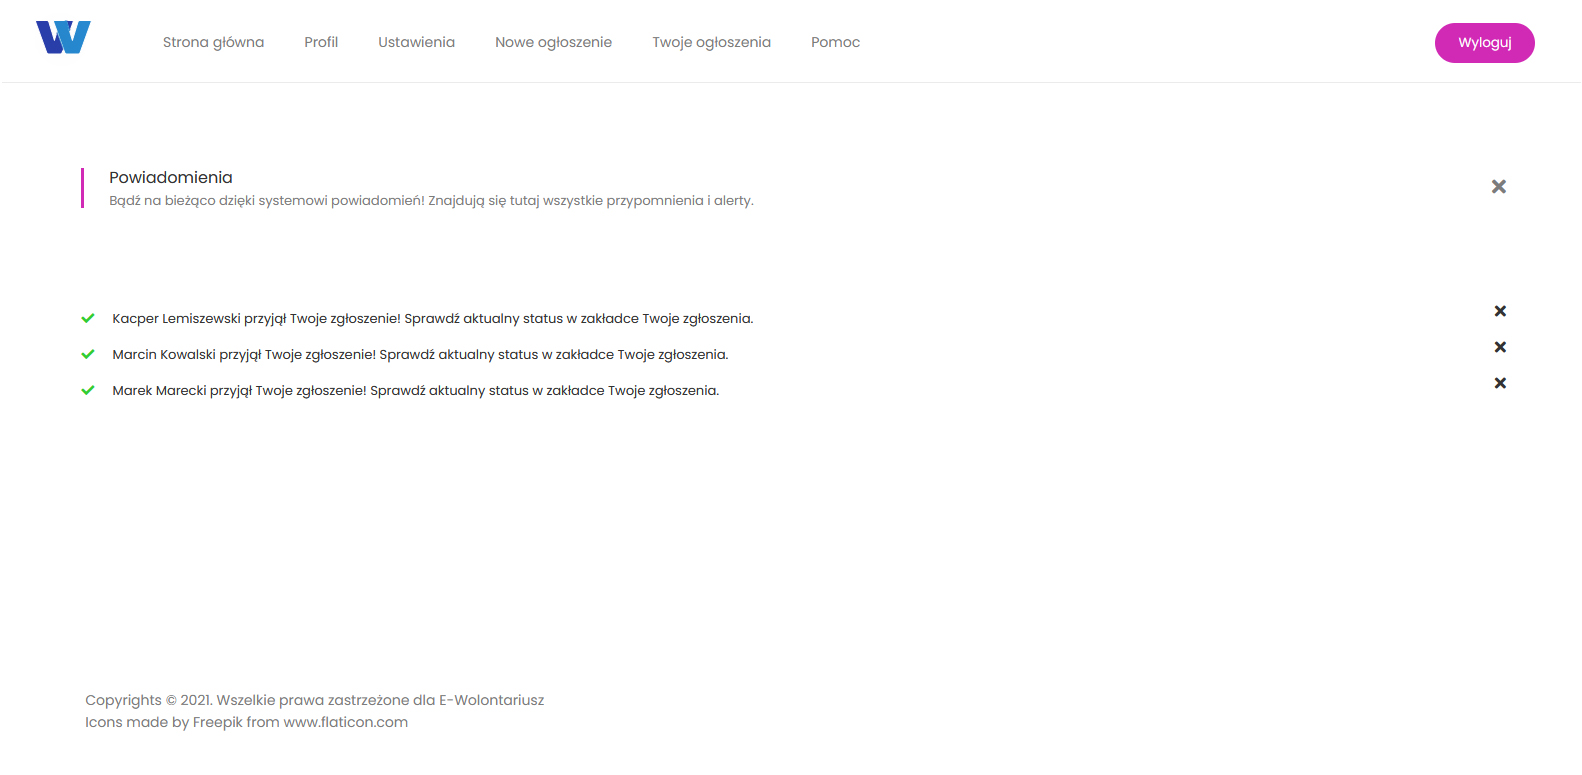 Strona główna Profil Ustawienia Nowe ogłoszenie Twoje ogłoszenia Pomoc Wyloguj
Powiadomienia
Bądź na bieżąco dzięki systemowi powiadomień! Znajdują się tutaj wszystkie przypomnienia i alerty.
Kacper Lemiszewski przyjął Twoje zgłoszenie! Sprawdź aktualny status w zakładce Twoje zgłoszenia.
Marcin Kowalski przyjął Twoje zgłoszenie! Sprawdź aktualny status w zakładce Twoje zgłoszenia.
Marek Marecki przyjął Twoje zgłoszenie! Sprawdź aktualny status w zakładce Twoje zgłoszenia.
Copyrights © 2021. Wszelkie prawa zastrzeżone dla E-Wolontariusz
Icons made by Freepik from www.flaticon.com